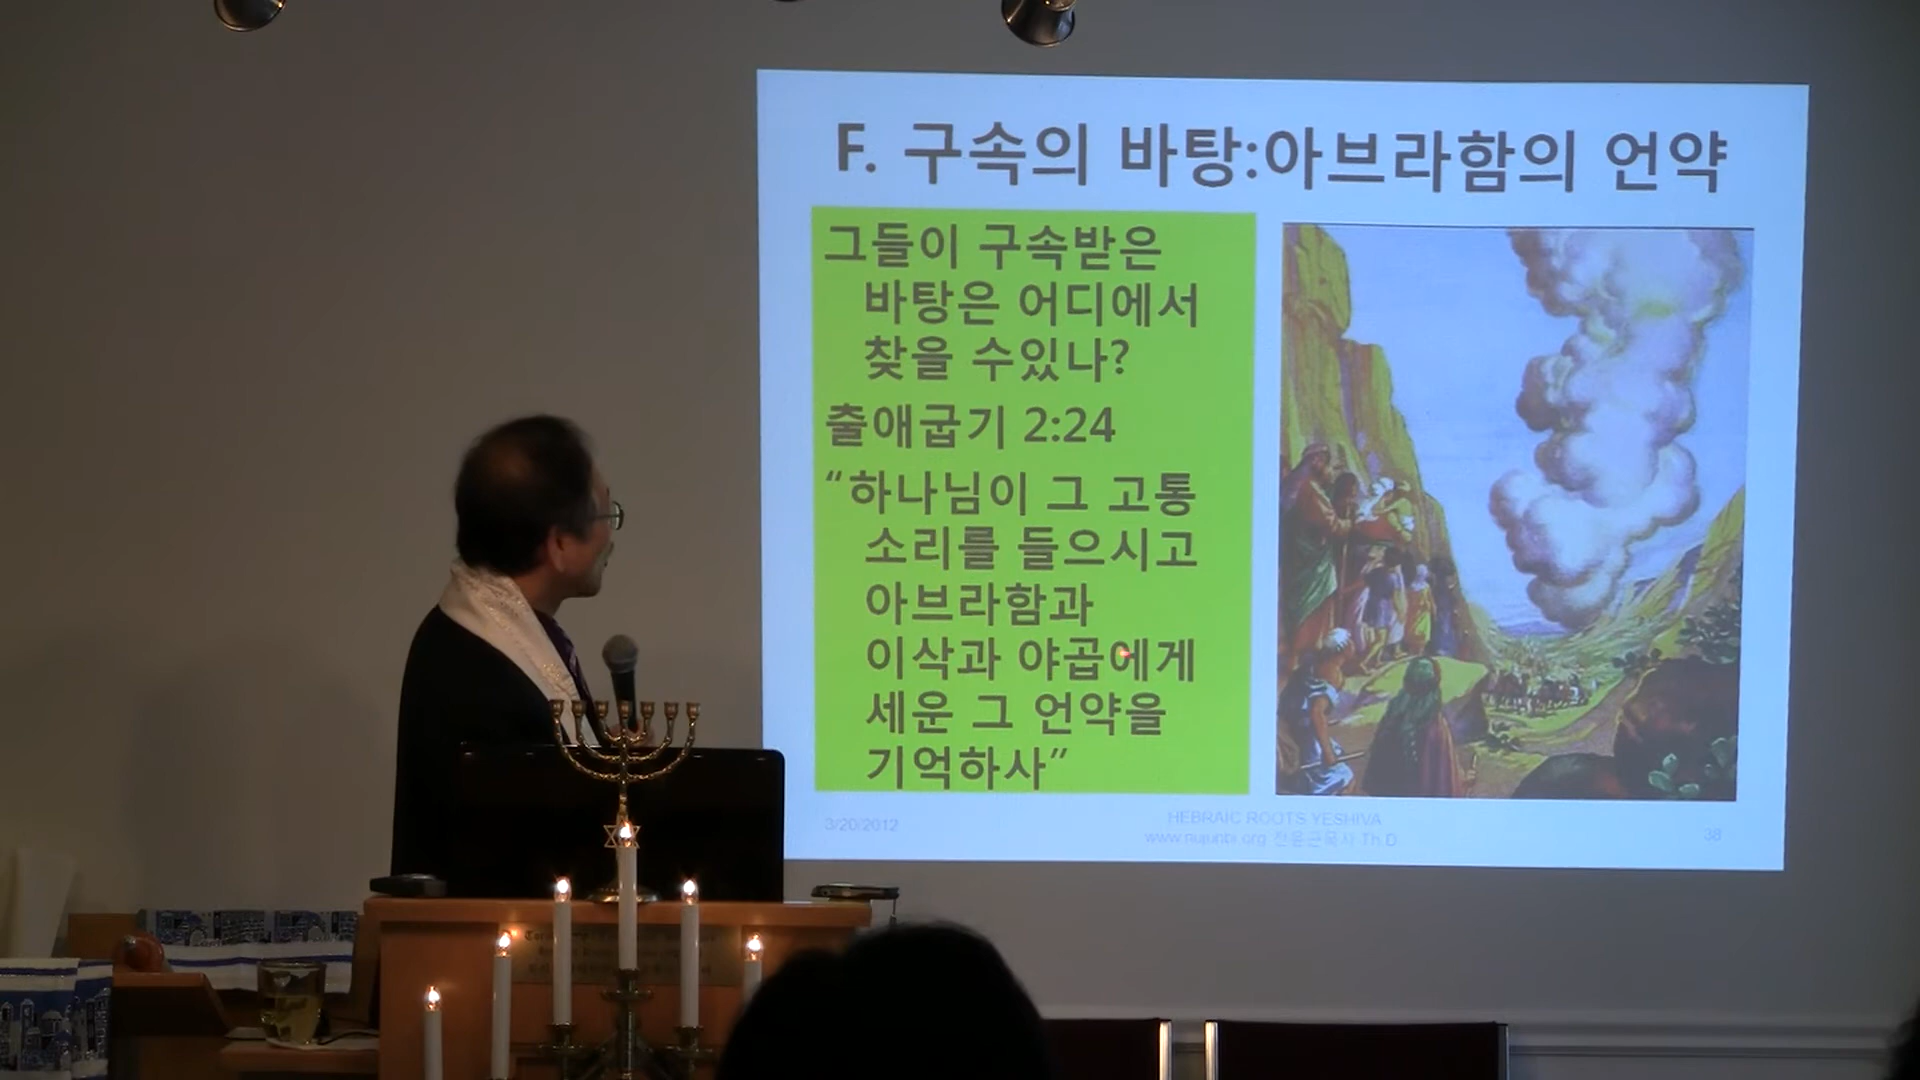 F. 구속의 바탕:아브라함의 언약
그들이 구속받은
바탕은 어디에서
찾을 수있나?
출애굽기 2:24
“하나님이 그 고통
소리를 들으시고
아브라함과
이삭과 야곱에게
세운 그 언약을
기억하사”
3/20/2012
HEBRAIC ROOTS YESHIVA
Th.D
38